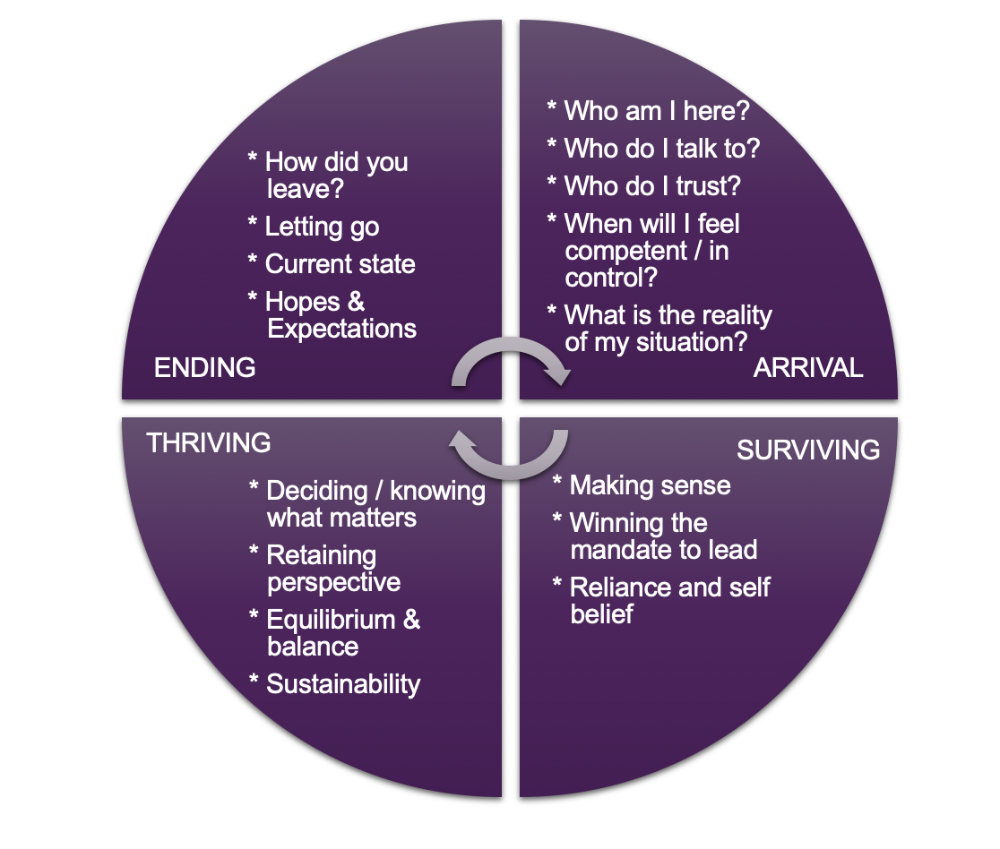 * How did you
leave?
* Letting go
* Current state
* Hopes &
Expectations
ENDING
* Who am I here?
* Who do I talk to?
* Who do I trust?
* When will I feel
competent / in
control?
* What is the reality
of my situation?
ARRIVAL
THRIVING
* Deciding / knowing
what matters
* Retaining
perspective
* Equilibrium &
balance
* Sustainability
SURVIVING
* Making sense
* Winning the
mandate to lead
* Reliance and self
belief